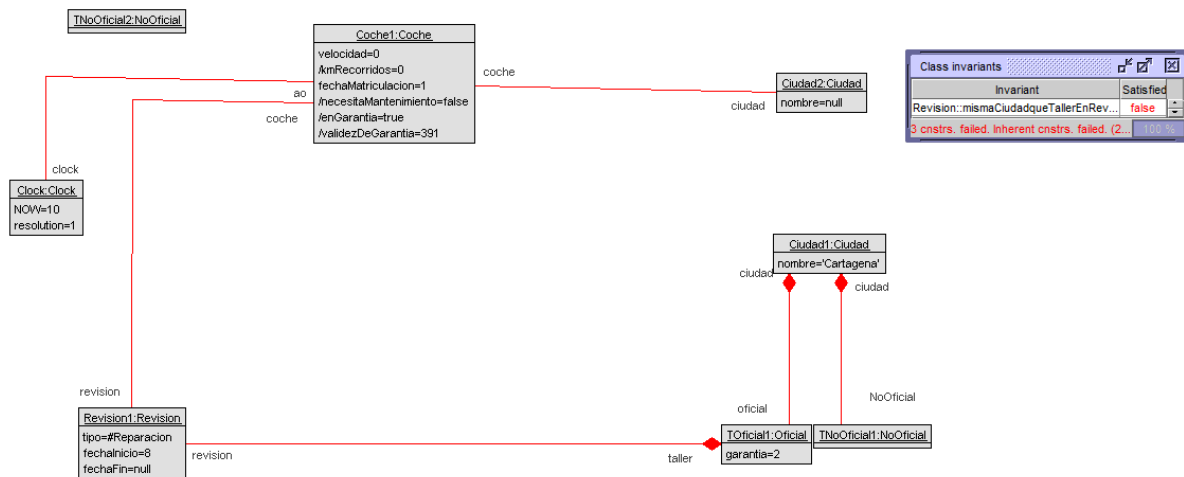 TNoOficial2:NoOficial
Coche1:Coche
velocidad=0
/kmRecorridos=0
fechaMatriculacion=1
/necesitaMantenimiento=false
/enGarantia=true
/validezDeGarantia=391
coche
ao
coche
ciudad
Ciudad2:Ciudad
nombre=null
Class invariants
Invariant
Satisfied
Revision::mismaCiudadqueTallerEnRev...
false
3 cnstrs. failed. Inherent cnstrs. failed. (2...
100 %
clock
Clock:Clock
NOW=10
resolution=1
Ciudad1:Ciudad
nombre='Cartagena'
ciudad
ciudad
revision
oficial
NoOficial
Revision1:Revision
tipo=#Reparacion
fechaInicio=8
fechaFin=null
revision
taller
TOficial1:Oficial
garantia=2
TNoOficial1:NoOficial